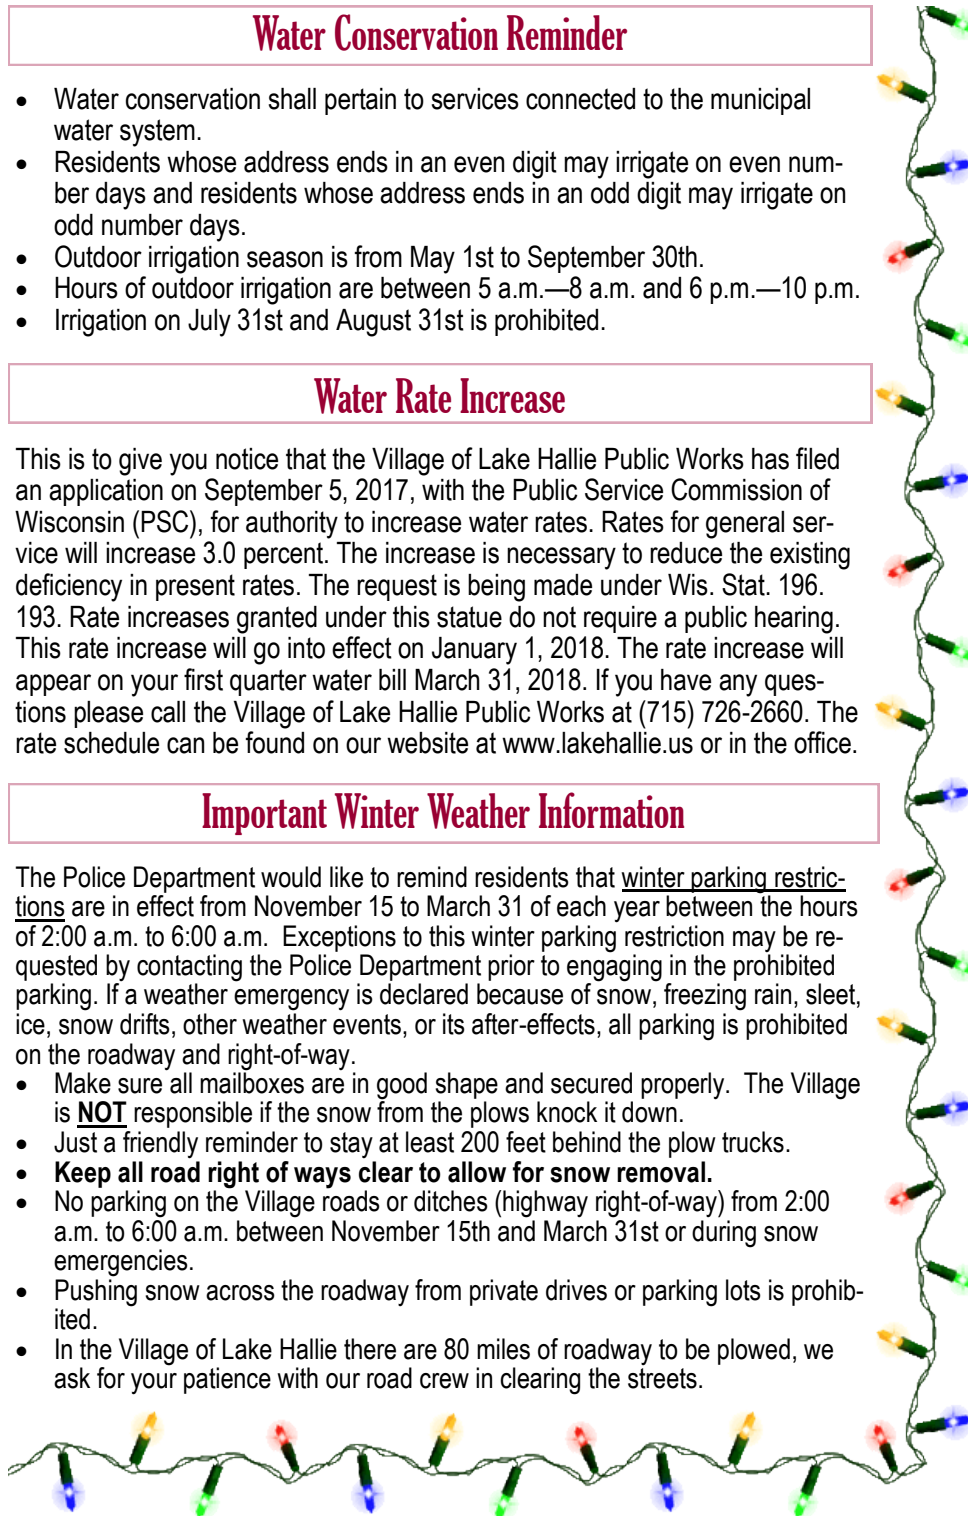 Water Conservation Reminder
• Water conservation shall pertain to services connected to the municipal
water system.
• Residents whose address ends in an even digit may irrigate on even num-
ber days and residents whose address ends in an odd digit may irrigate on
odd number days.
• Outdoor irrigation season is from May 1st to September 30th.
• Hours of outdoor irrigation are between 5 a.m.—8 a.m. and 6 p.m.—10 p.m.
• Irrigation on July 31st and August 31st is prohibited.
Water Rate Increase
This is to give you notice that the Village of Lake Hallie Public Works has filed
an application on September 5, 2017, with the Public Service Commission of
Wisconsin (PSC), for authority to increase water rates. Rates for general ser-
vice will increase 3.0 percent. The increase is necessary to reduce the existing
deficiency in present rates. The request is being made under Wis. Stat. 196.
193. Rate increases granted under this statue do not require a public hearing.
This rate increase will go into effect on January 1, 2018. The rate increase will
appear on your first quarter water bill March 31, 2018. If you have any ques-
tions please call the Village of Lake Hallie Public Works at (715) 726-2660. The
rate schedule can be found on our website at www.lakehallie.us or in the office.
Important Winter Weather Information
The Police Department would like to remind residents that winter parking restric-
tions are in effect from November 15 to March 31 of each year between the hours
of 2:00 a.m. to 6:00 a.m.  Exceptions to this winter parking restriction may be re-
quested by contacting the Police Department prior to engaging in the prohibited
parking. If a weather emergency is declared because of snow, freezing rain, sleet,
ice, snow drifts, other weather events, or its after-effects, all parking is prohibited
on the roadway and right-of-way.
• Make sure all mailboxes are in good shape and secured properly.  The Village
is NOT responsible if the snow from the plows knock it down.
• Just a friendly reminder to stay at least 200 feet behind the plow trucks.
• Keep all road right of ways clear to allow for snow removal.
• No parking on the Village roads or ditches (highway right-of-way) from 2:00
a.m. to 6:00 a.m. between November 15th and March 31st or during snow
emergencies.
• Pushing snow across the roadway from private drives or parking lots is prohib-
ited.
• In the Village of Lake Hallie there are 80 miles of roadway to be plowed, we
ask for your patience with our road crew in clearing the streets.